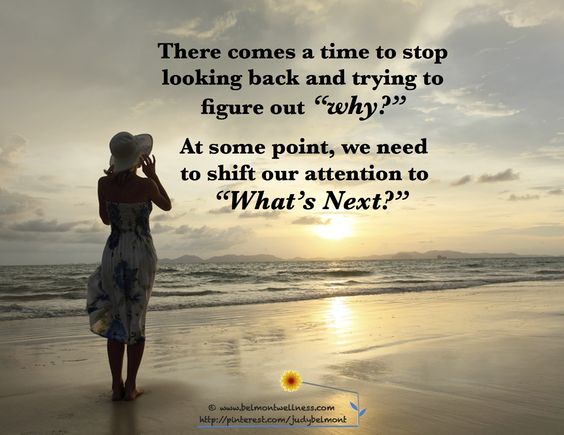 There comes a time to stop
looking back and trying to
figure out “why?”
At some point, we need
to shift our attention to
“What’s Next?”
© www.belmontwellness.com
http://pinterest.com/judybelmont